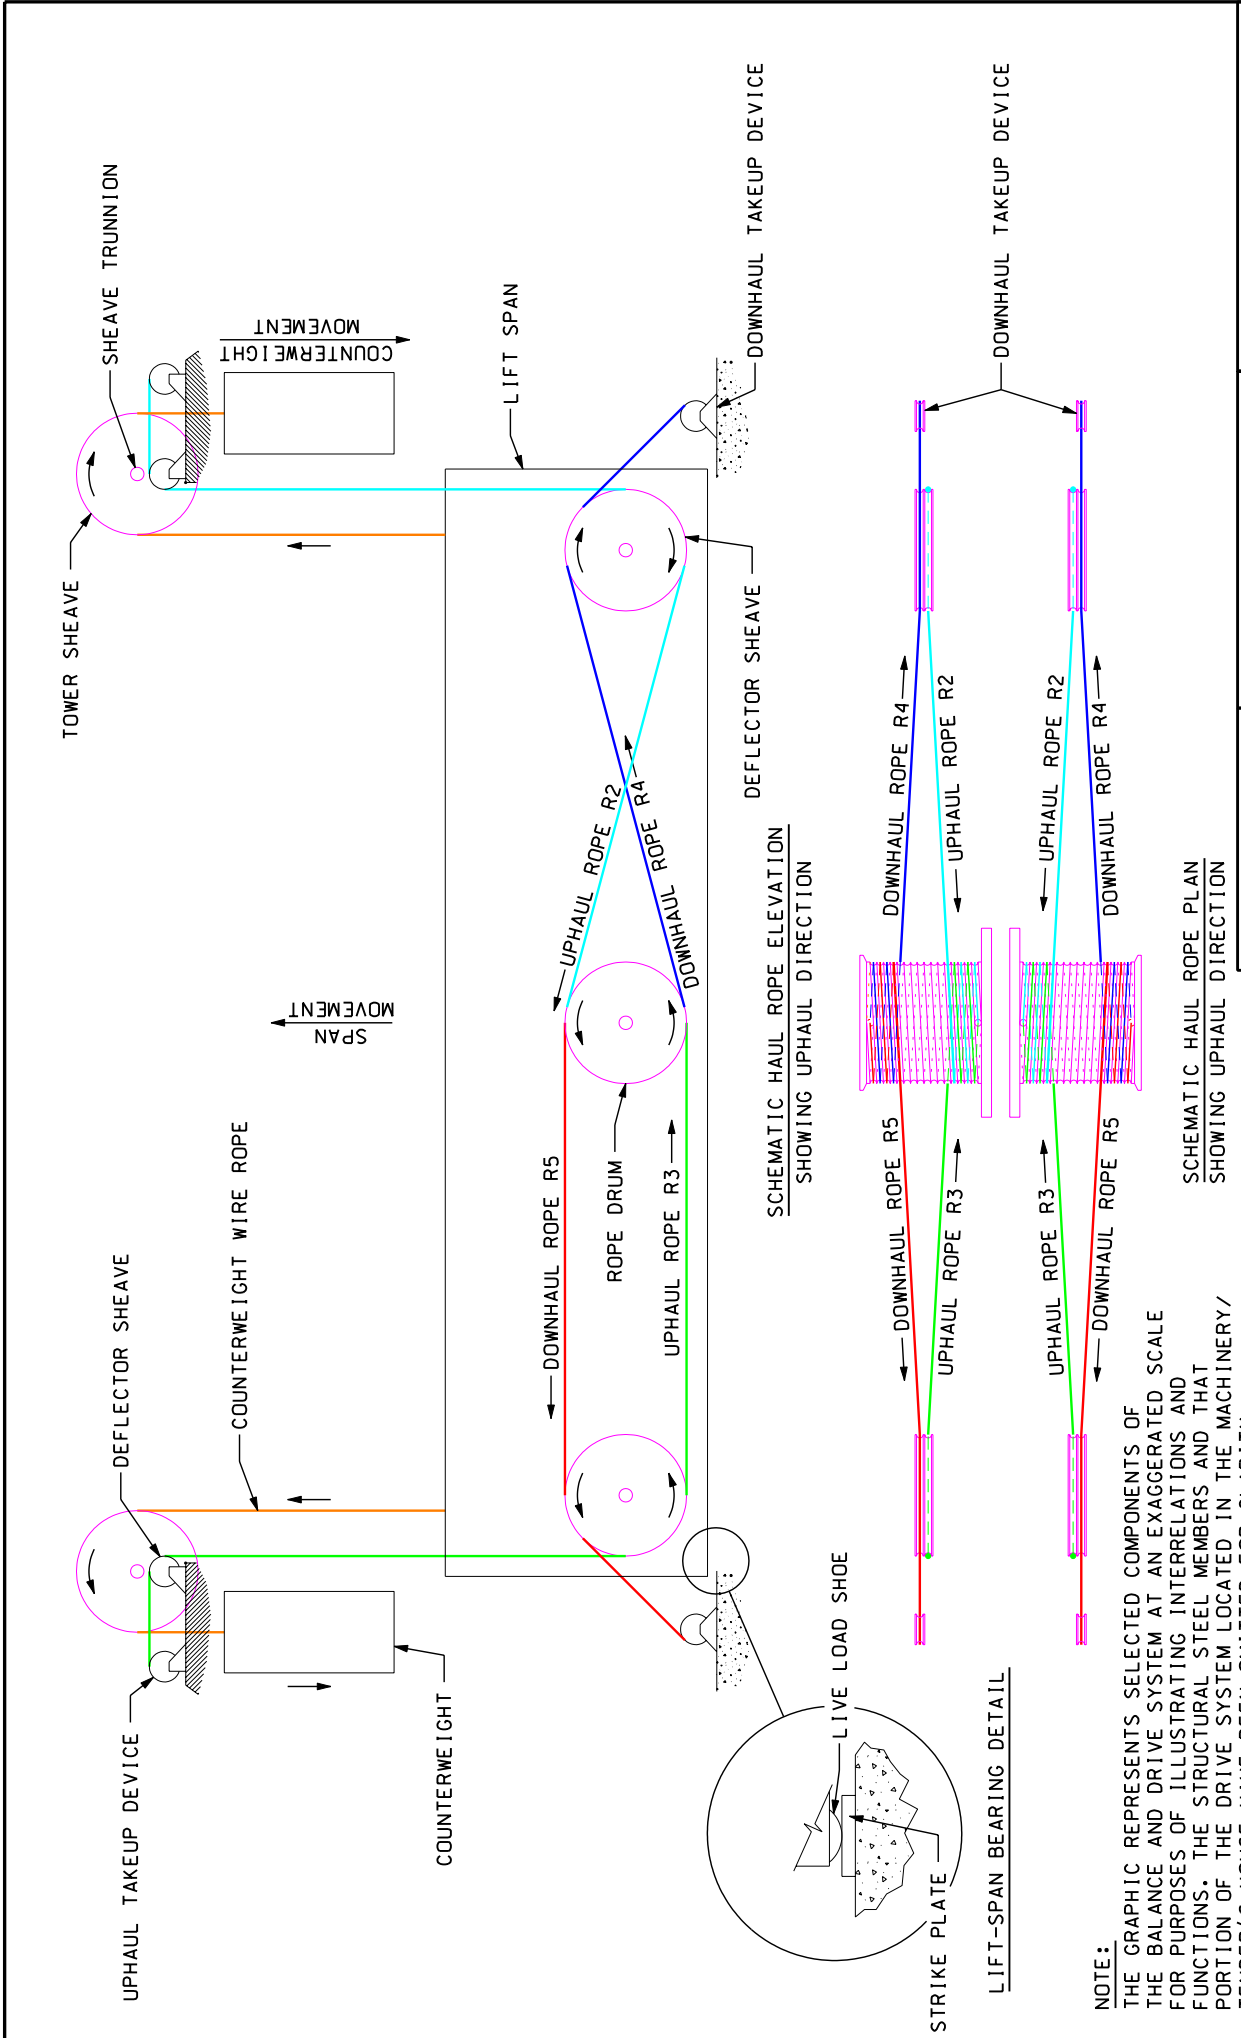 TOWER SHEAVE
SHEAVE TRUNNION
COUNTERWEIGHT
MOVEMENT
LIFT SPAN
DOWNHAUL TAKEUP DEVICE
DEFLECTOR SHEAVE
UPHAUL ROPE R2
DOWNHAUL ROPE R4
SPAN
MOVEMENT
DOWNHAUL ROPE R5
ROPE DRUM
UPHAUL ROPE R3
COUNTERWEIGHT WIRE ROPE
DEFLECTOR SHEAVE
UPHAUL TAKEUP DEVICE
COUNTERWEIGHT
SCHEMATIC HAUL ROPE ELEVATION
SHOWING UPHAUL DIRECTION
LIVE LOAD SHOE
STRIKE PLATE
LIFT-SPAN BEARING DETAIL
DOWNHAUL TAKEUP DEVICE
DOWNHAUL ROPE R5
DOWNHAUL ROPE R4
UPHAUL ROPE R3
UPHAUL ROPE R2
UPHAUL ROPE R3
UPHAUL ROPE R2
DOWNHAUL ROPE R5
DOWNHAUL ROPE R4
SCHEMATIC HAUL ROPE PLAN
SHOWING UPHAUL DIRECTION
NOTE:
THE GRAPHIC REPRESENTS SELECTED COMPONENTS OF
THE BALANCE AND DRIVE SYSTEM AT AN EXAGGERATED SCALE
FOR PURPOSES OF ILLUSTRATING INTERRELATIONS AND
FUNCTIONS. THE STRUCTURAL STEEL MEMBERS AND THAT
PORTION OF THE DRIVE SYSTEM LOCATED IN THE MACHINERY/